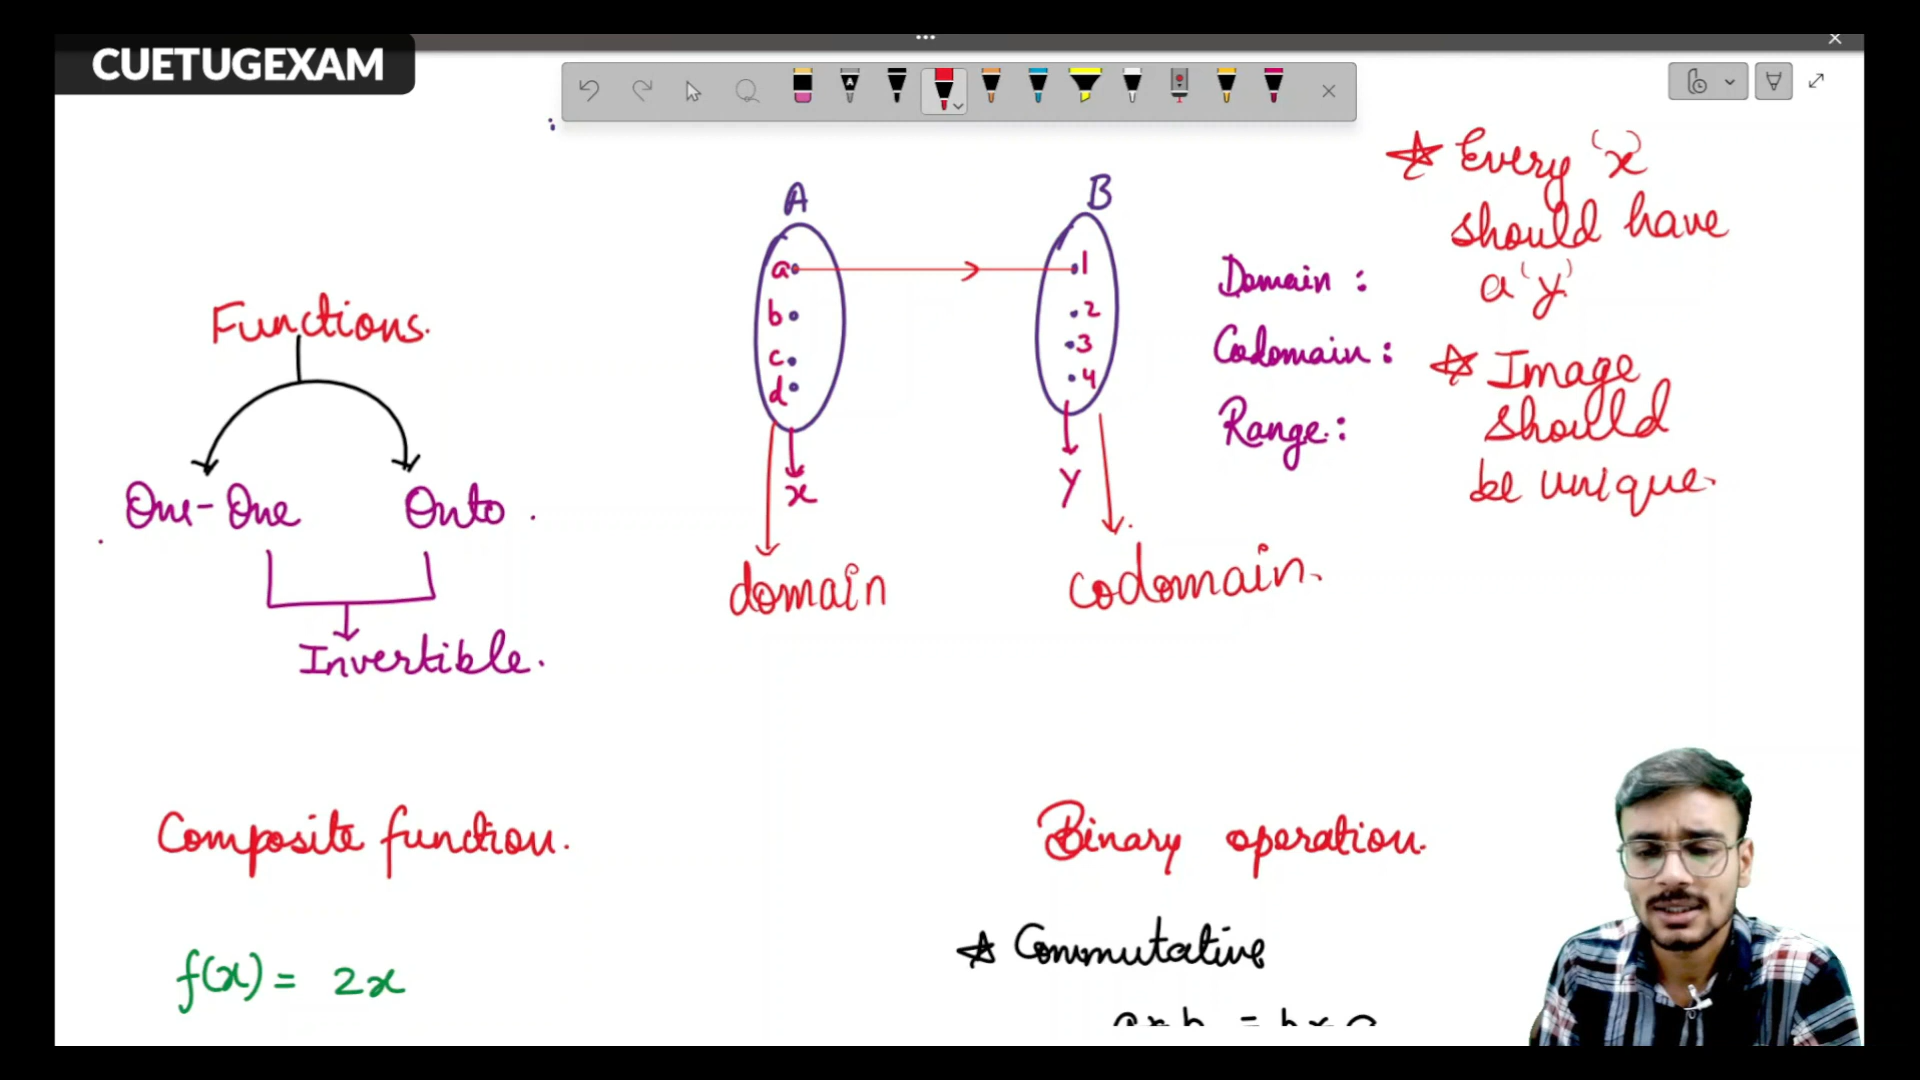 CUETUGEXAM
A
B
a
1
b
2
c
3
d
4
x
y
domain
codomain.
Functions.
One-One
Onto
Invertible.
Domain :
Codomain :
Range :
☆ Every 'x'
should have
a 'y'
☆ Image
should
be unique.
Composite function.
f(x) = 2x
Binary operation.
☆ Commutative